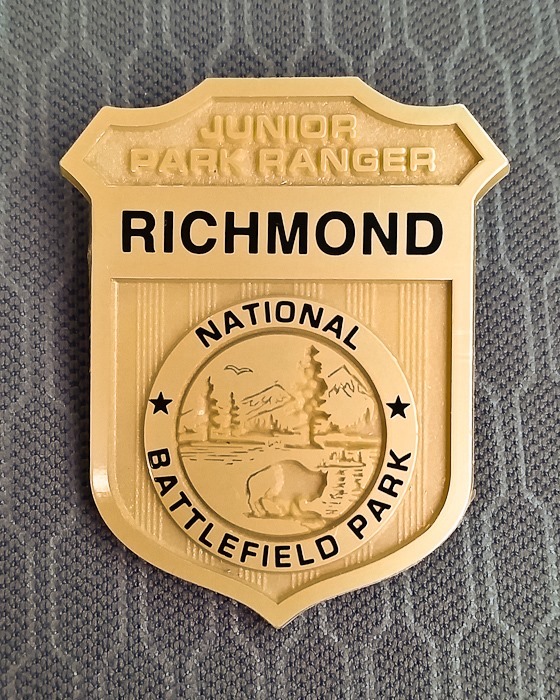 JUNIOR
PARK RANGER
RICHMOND
NATIONAL
★ ★
BATTLEFIELD PARK